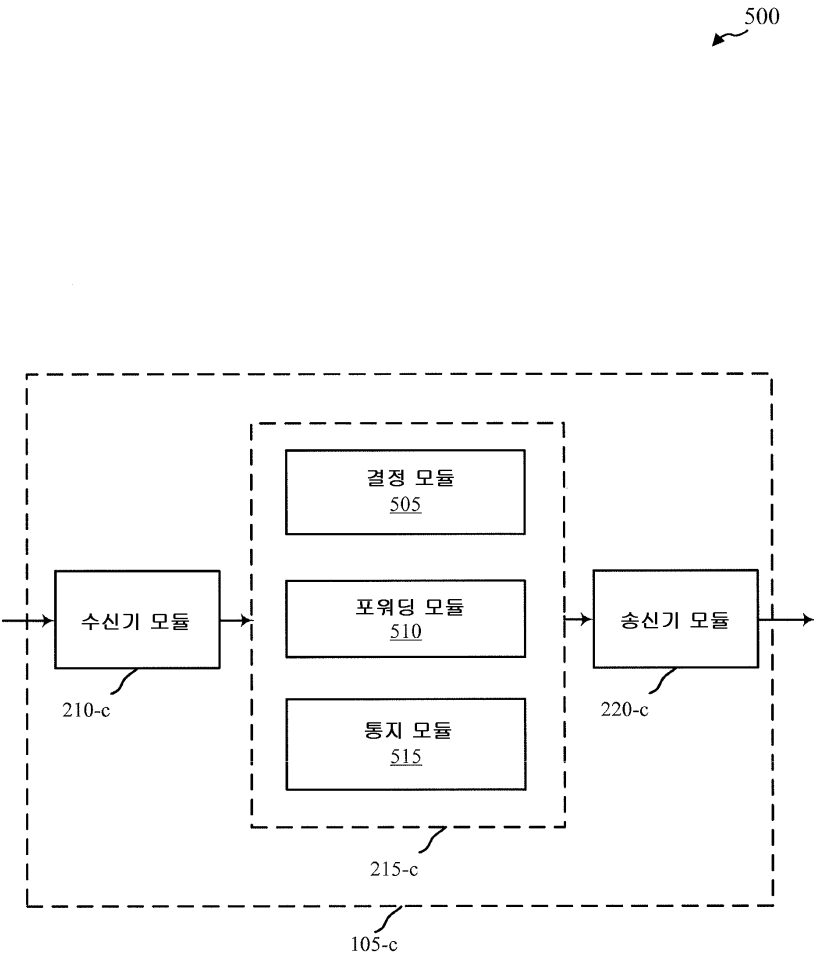 500
결정 모듈
505
수신기 모듈
포워딩 모듈
510
송신기 모듈
210-c
220-c
통지 모듈
515
215-c
105-c